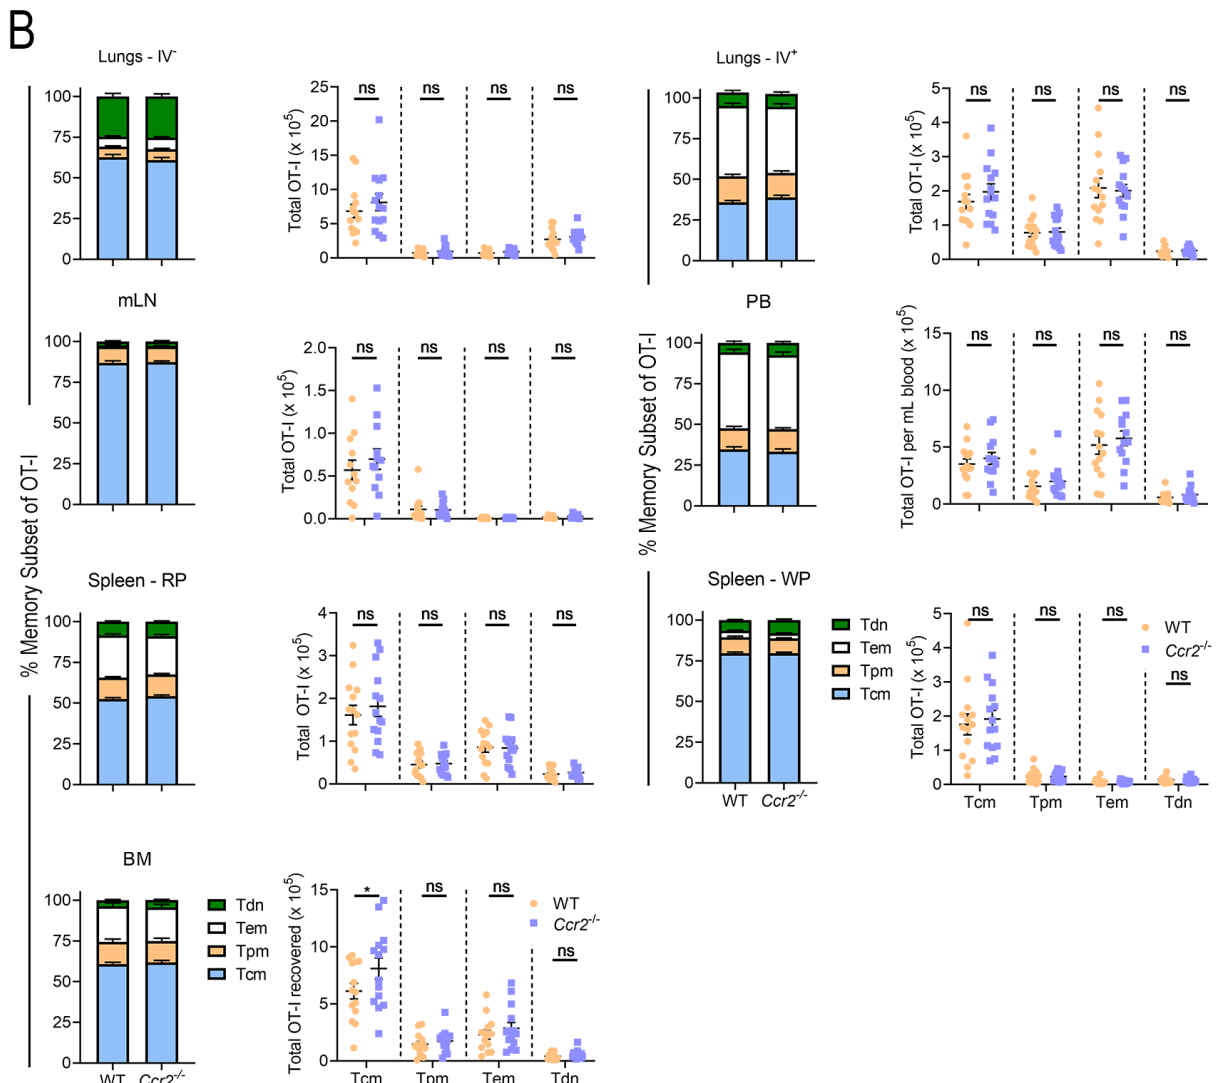 B
% Memory Subset of OT-I
Lungs - IV⁻
100
75
50
25
0
Total OT-I (x 10⁵)
25
20
15
10
5
0
ns ns ns ns
mLN
100
75
50
25
0
Total OT-I (x 10⁵)
2.0
1.5
1.0
0.5
0.0
ns ns ns ns
Spleen - RP
100
75
50
25
0
Total OT-I (x 10⁵)
4
3
2
1
0
ns ns ns ns
BM
100
75
50
25
0
WT Ccr2⁻/⁻
Tdn
Tem
Tpm
Tcm
Total OT-I recovered (x 10⁵)
15
10
5
0
* ns ns
WT
Ccr2⁻/⁻
ns
Tcm Tpm Tem Tdn
% Memory Subset of OT-I
Lungs - IV⁺
100
75
50
25
0
Total OT-I (x 10⁵)
5
4
3
2
1
0
ns ns ns ns
PB
100
75
50
25
0
Total OT-I per mL blood (x 10⁵)
15
10
5
0
ns ns ns ns
Spleen - WP
100
75
50
25
0
WT Ccr2⁻/⁻
Tdn
Tem
Tpm
Tcm
Total OT-I (x 10⁵)
5
4
3
2
1
0
ns ns ns
WT
Ccr2⁻/⁻
ns
Tcm Tpm Tem Tdn